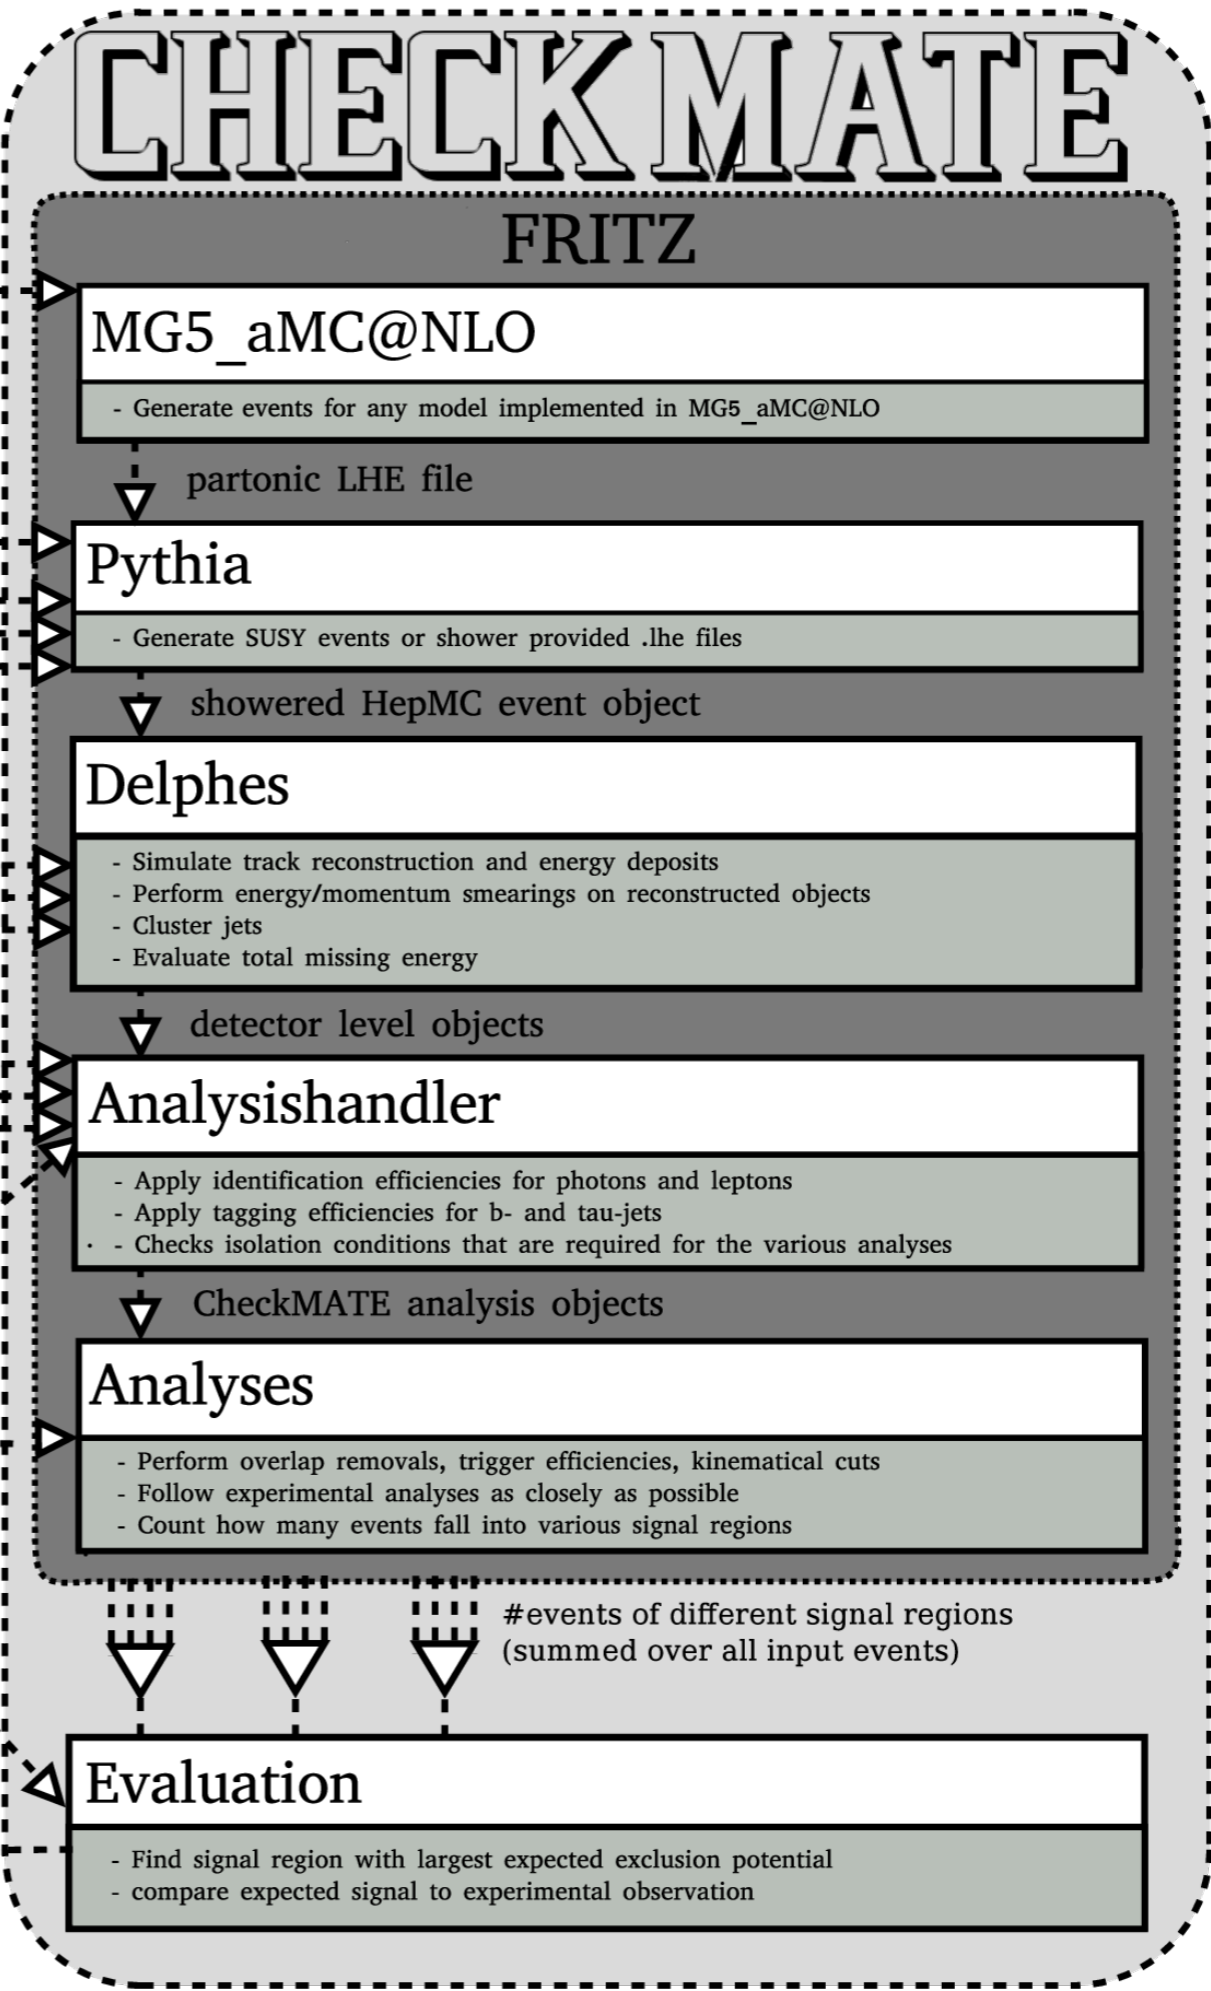 CHECKMATE
FRITZ
MG5_aMC@NLO
- Generate events for any model implemented in MG5_aMC@NLO
partonic LHE file
Pythia
- Generate SUSY events or shower provided .lhe files
showered HepMC event object
Delphes
- Simulate track reconstruction and energy deposits
- Perform energy/momentum smearings on reconstructed objects
- Cluster jets
- Evaluate total missing energy
detector level objects
Analysishandler
- Apply identification efficiencies for photons and leptons
- Apply tagging efficiencies for b- and tau-jets
- Checks isolation conditions that are required for the various analyses
CheckMATE analysis objects
Analyses
- Perform overlap removals, trigger efficiencies, kinematical cuts
- Follow experimental analyses as closely as possible
- Count how many events fall into various signal regions
#events of different signal regions
(summed over all input events)
Evaluation
- Find signal region with largest expected exclusion potential
- compare expected signal to experimental observation